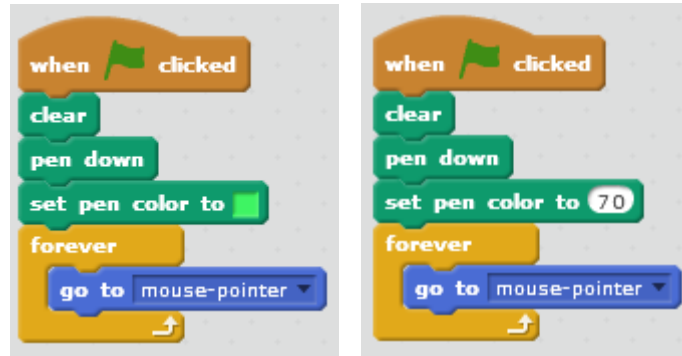 when clicked
clear
pen down
set pen color to
forever
go to mouse-pointer
when clicked
clear
pen down
set pen color to 70
forever
go to mouse-pointer